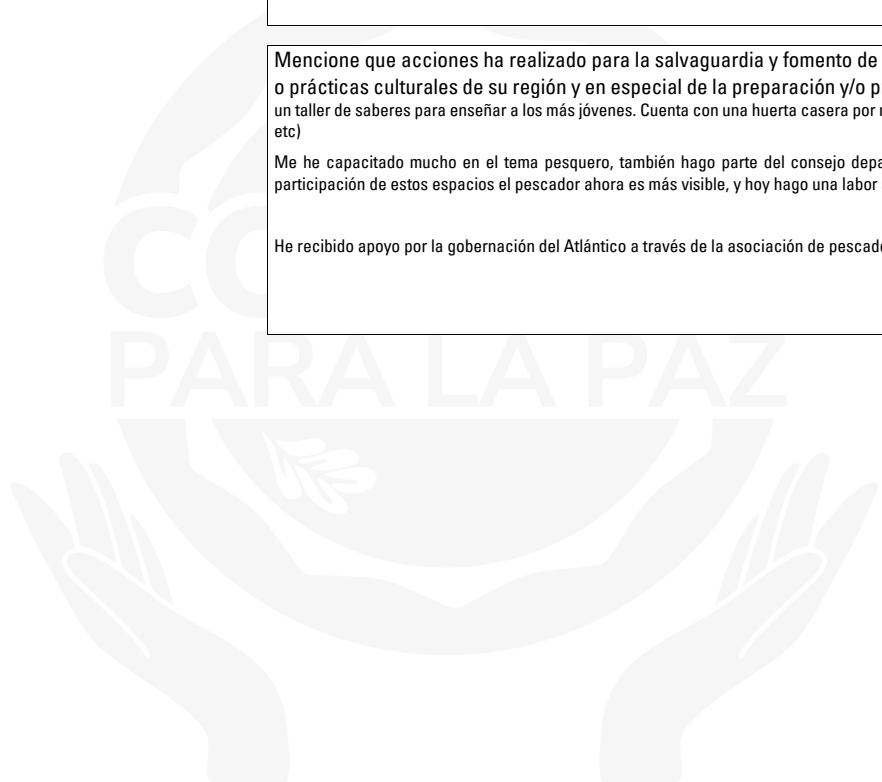 Mencione que acciones ha realizado para la salvaguardia y fomento de
o prácticas culturales de su región y en especial de la preparación y/o p
un taller de saberes para enseñar a los más jóvenes. Cuenta con una huerta casera por
etc)
Me he capacitado mucho en el tema pesquero, también hago parte del consejo depa
participación de estos espacios el pescador ahora es más visible, y hoy hago una labor
He recibido apoyo por la gobernación del Atlántico a través de la asociación de pescad
CO
PARA LA PAZ